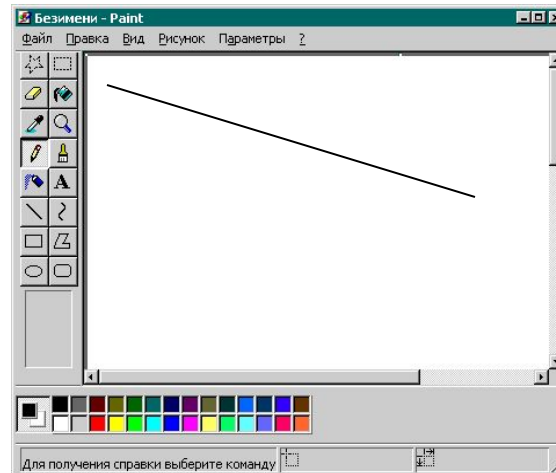 Безимени - Paint
Файл Правка Вид Рисунок Параметры ?
A
Для получения справки выберите команду